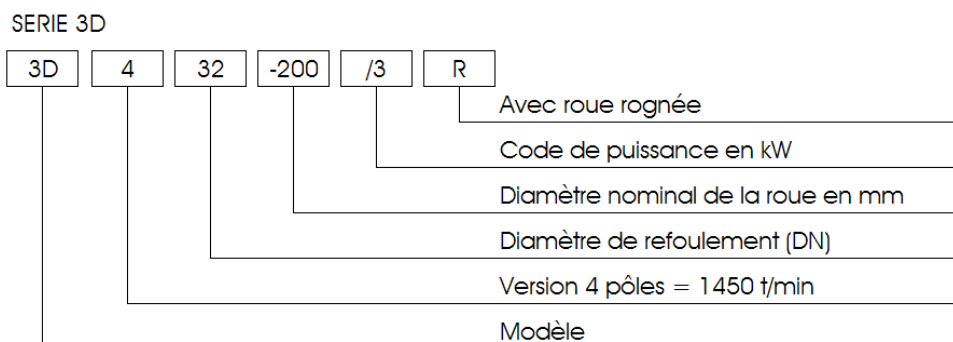 SERIE 3D
3D 4 32 -200 /3 R
Avec roue rognée
Code de puissance en kW
Diamètre nominal de la roue en mm
Diamètre de refoulement (DN)
Version 4 pôles = 1450 t/min
Modèle